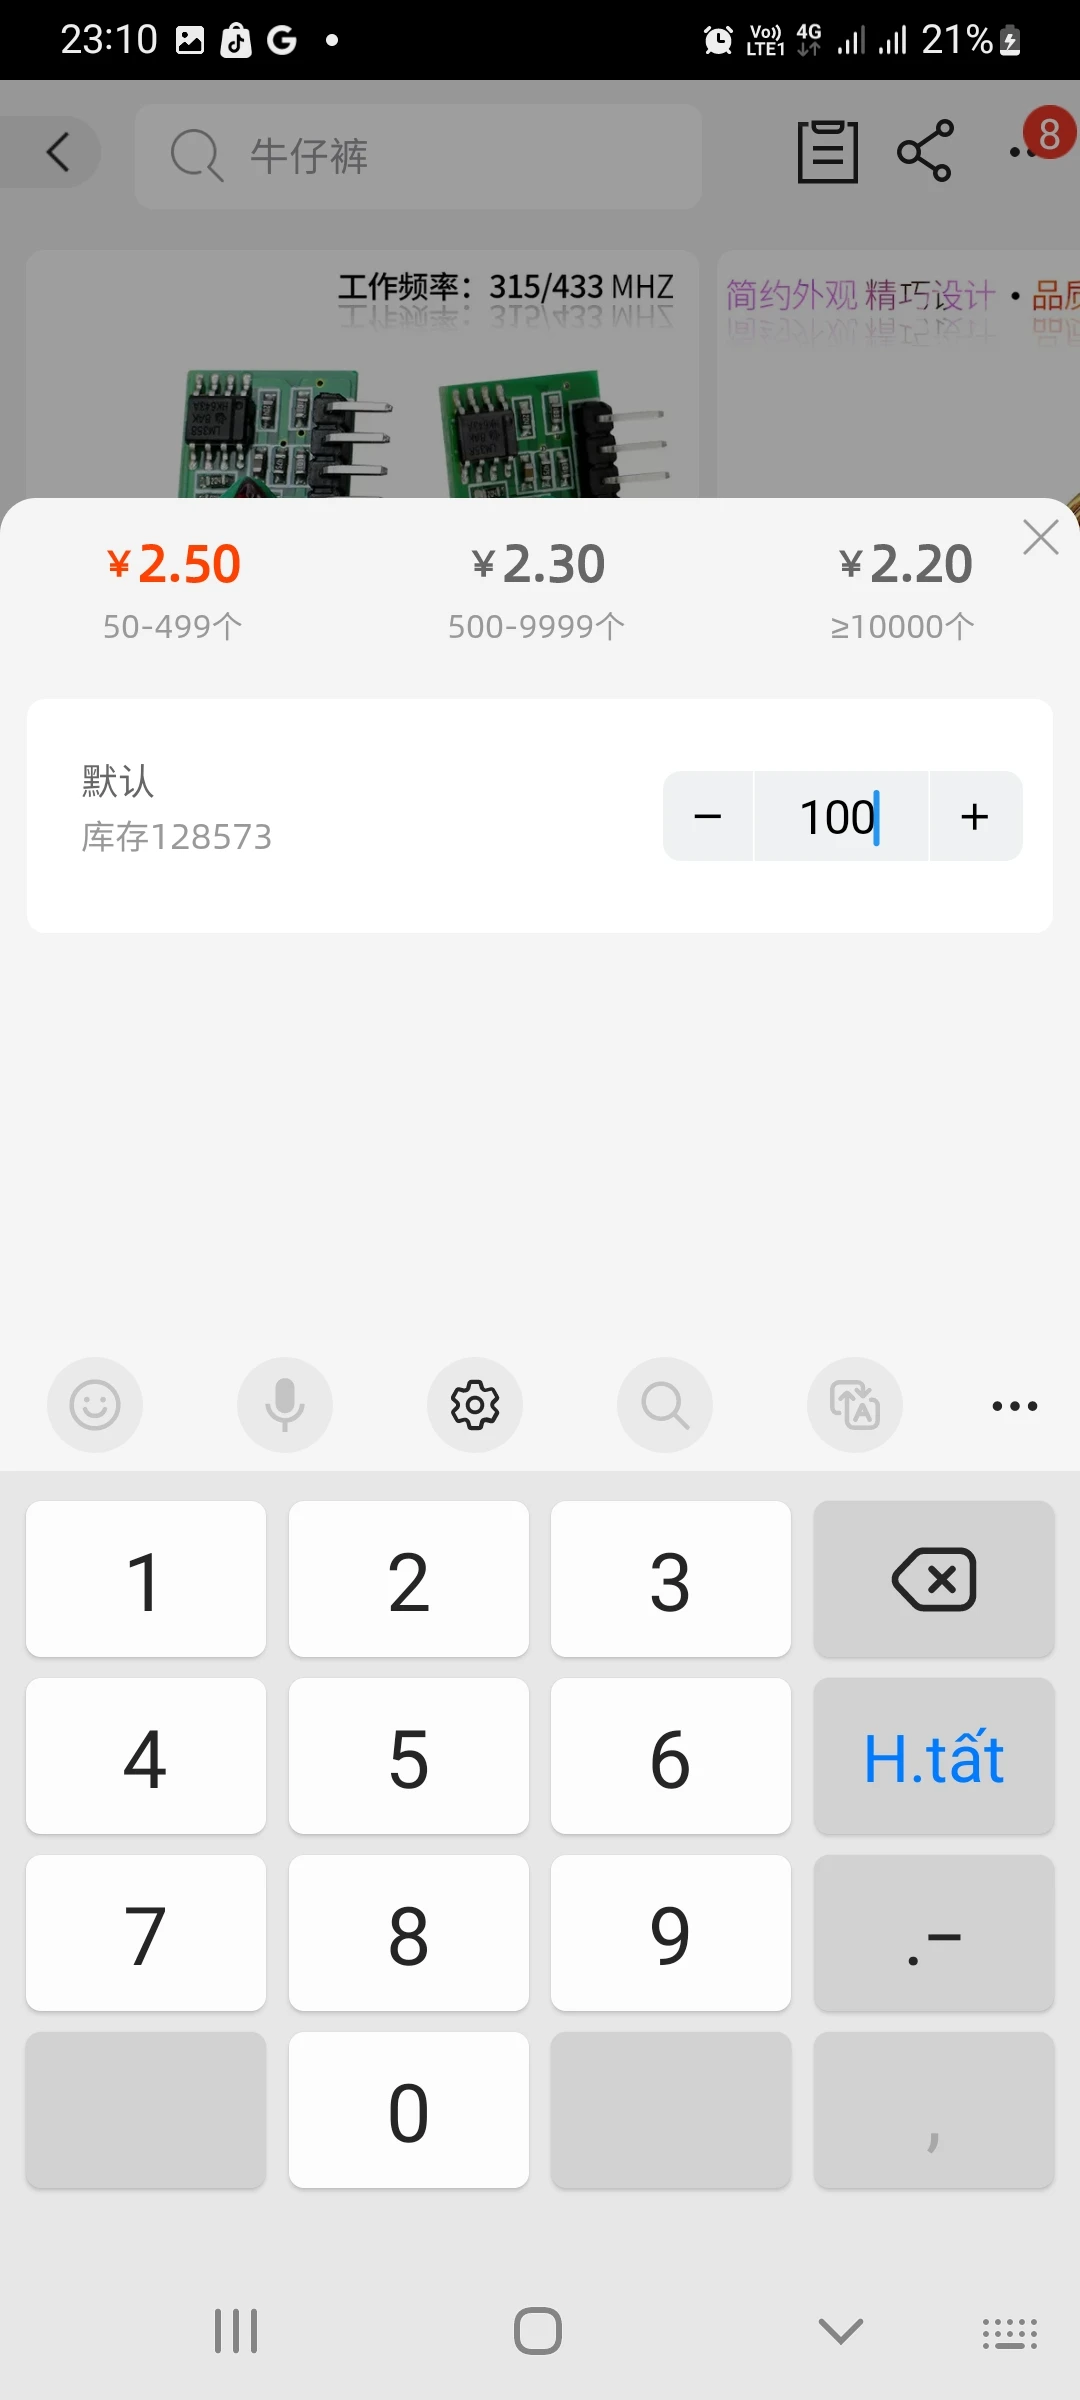 23:10
Vo)) LTE1 4G 21%
牛仔裤
8
工作频率：315/433 MHZ
简约外观 精巧设计 • 品质
¥2.50
50-499个
¥2.30
500-9999个
¥2.20
≥10000个
默认
库存128573
− 100 +
1 2 3
4 5 6 H.tất
7 8 9 .–
0 ,